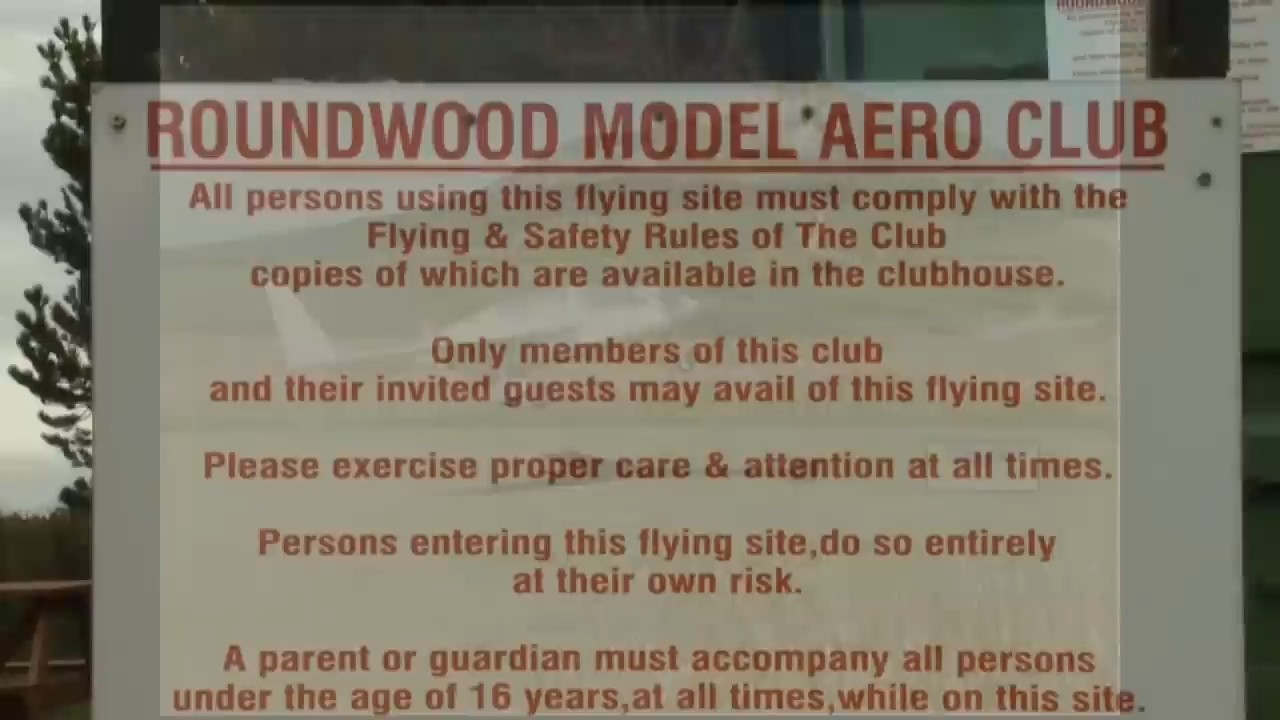 ROUNDWOOD MODEL AERO CLUB
All persons using this flying site must comply with the
Flying & Safety Rules of The Club
copies of which are available in the clubhouse.
Only members of this club
and their invited guests may avail of this flying site.
Please exercise proper care & attention at all times.
Persons entering this flying site,do so entirely
at their own risk.
A parent or guardian must accompany all persons
under the age of 16 years,at all times,while on this site.